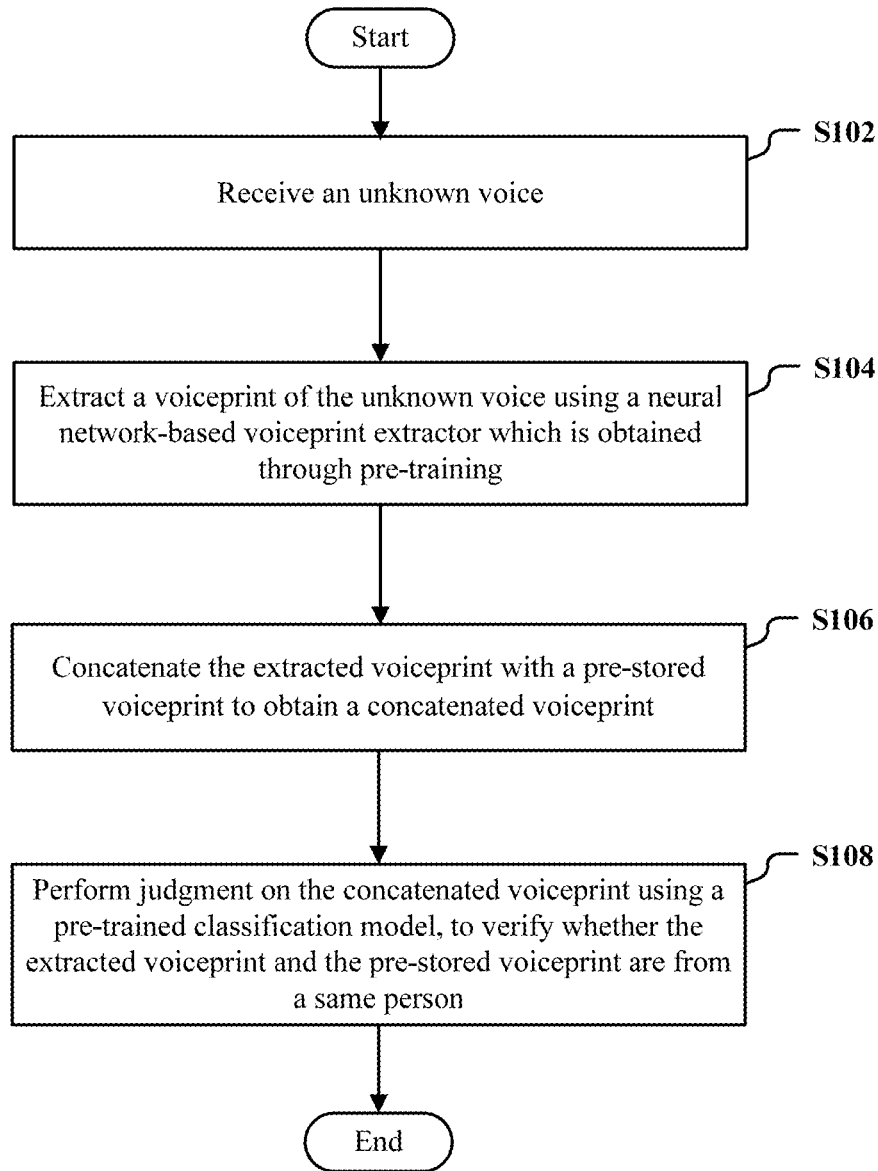 Start
S102
Receive an unknown voice
S104
Extract a voiceprint of the unknown voice using a neural
network-based voiceprint extractor which is obtained
through pre-training
S106
Concatenate the extracted voiceprint with a pre-stored
voiceprint to obtain a concatenated voiceprint
S108
Perform judgment on the concatenated voiceprint using a
pre-trained classification model, to verify whether the
extracted voiceprint and the pre-stored voiceprint are from
a same person
End